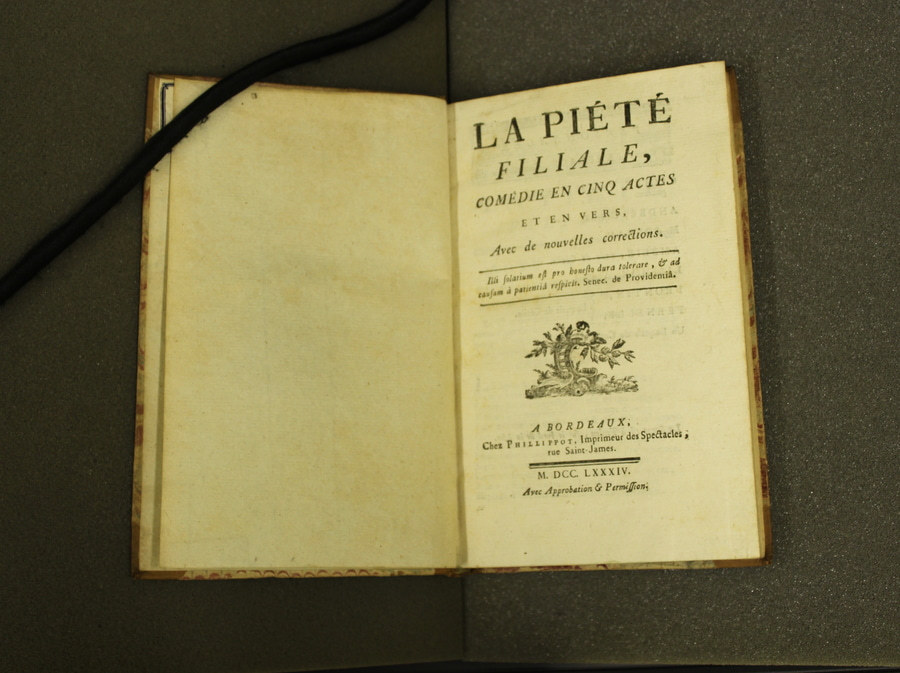 LA PIÉTÉ
FILIALE,
COMÉDIE EN CINQ ACTES
ET EN VERS,
Avec de nouvelles corrections.
Illi solatium est pro honesto dura tolerare, & ad
causam à patientiâ respicit. Senec. de Providentiâ.
A BORDEAUX,
Chez PHILLIPPOT, Imprimeur des Spectacles,
rue Saint-James.
M. DCC. LXXXIV.
Avec Approbation & Permission.